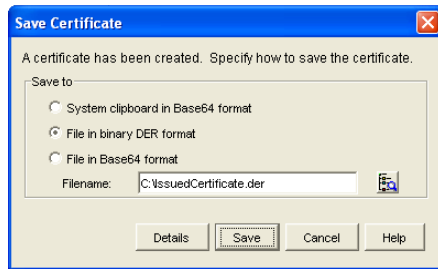 Save Certificate
A certificate has been created. Specify how to save the certificate.
Save to
System clipboard in Base64 format
File in binary DER format
File in Base64 format
Filename: C:\IssuedCertificate.der
Details Save Cancel Help